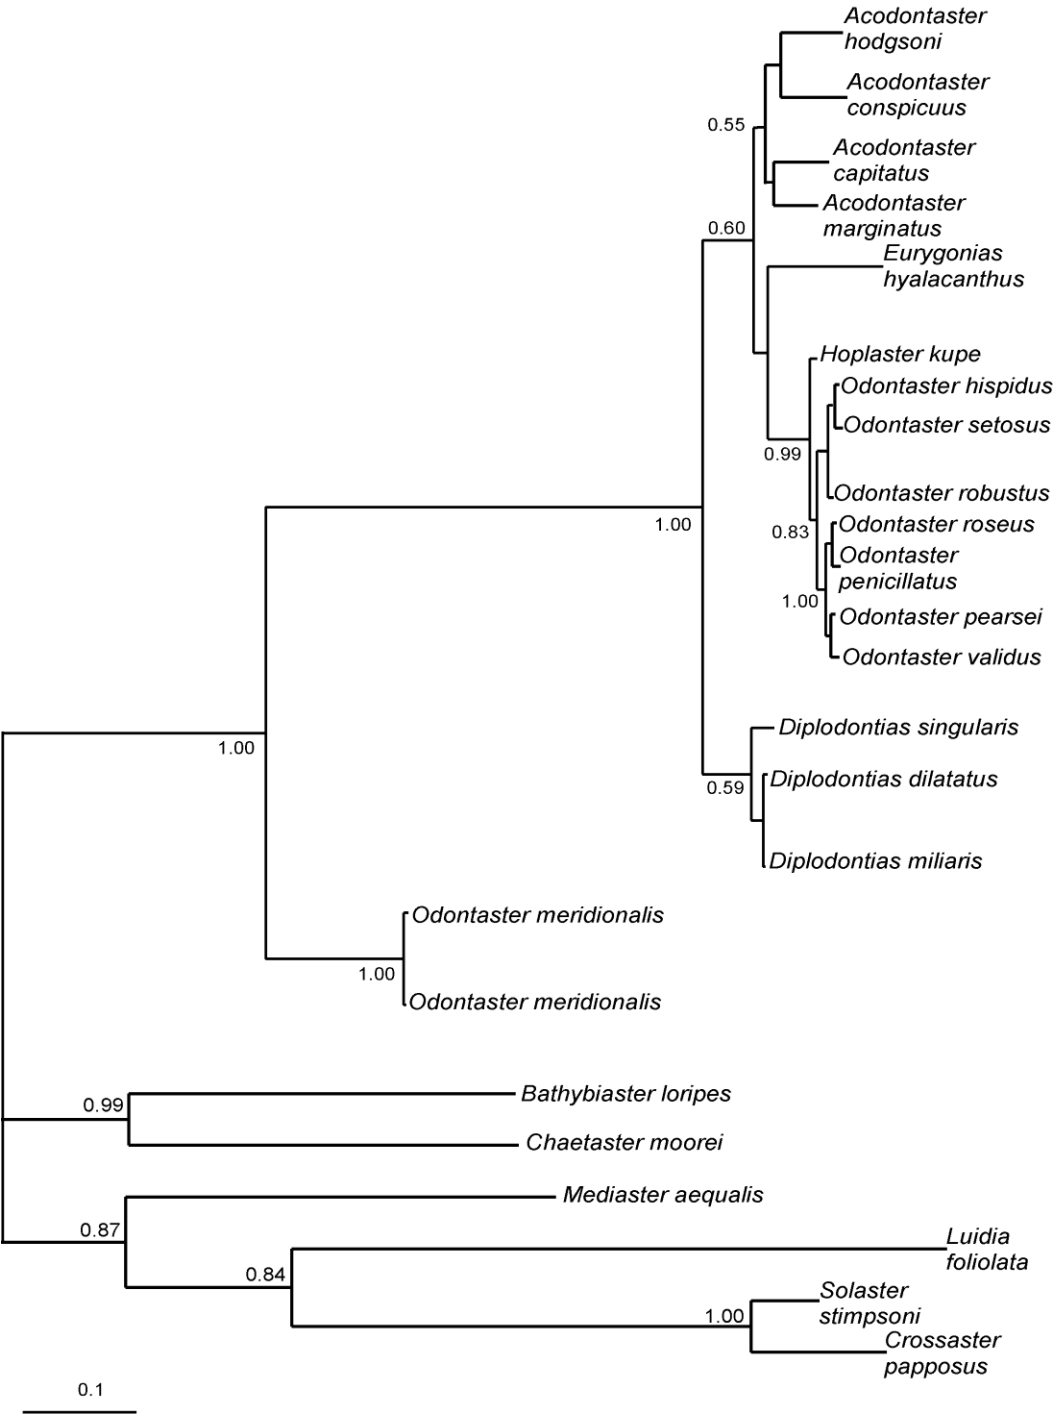 Acodontaster
hodgsoni
Acodontaster
conspicuus
0.55
Acodontaster
capitatus
Acodontaster
marginatus
0.60
Eurygonias
hyalacanthus
Hoplaster kupe
Odontaster hispidus
Odontaster setosus
0.99
Odontaster robustus
Odontaster roseus
1.00
0.83
Odontaster
penicillatus
1.00
Odontaster pearsei
Odontaster validus
Diplodontias singularis
1.00
Diplodontias dilatatus
0.59
Diplodontias miliaris
Odontaster meridionalis
1.00
Odontaster meridionalis
Bathybiaster loripes
0.99
Chaetaster moorei
Mediaster aequalis
0.87
Luidia
foliolata
0.84
Solaster
stimpsoni
1.00
Crossaster
papposus
0.1